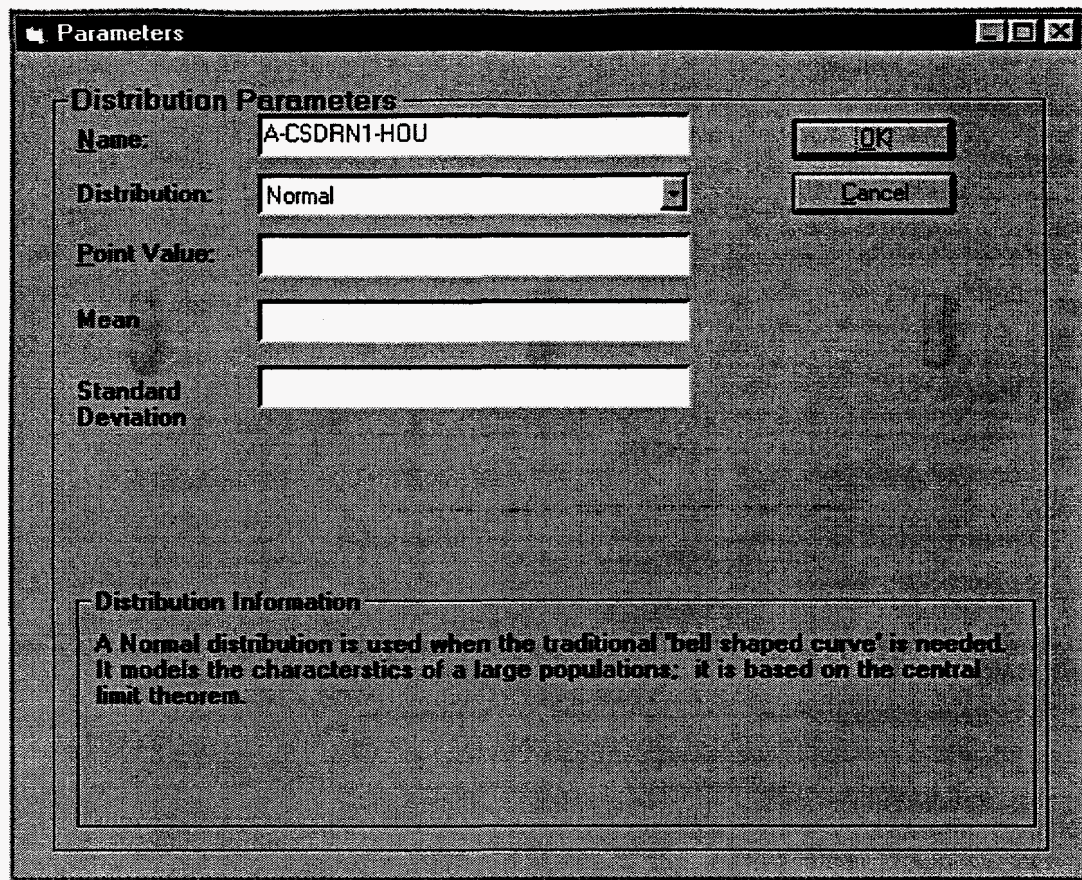 Parameters
Distribution Parameters
Name:
A-CSDRN1-HOU
OK
Distribution:
Normal
Cancel
Point Value:
Mean
Standard
Deviation
Distribution Information
A Normal distribution is used when the traditional 'bell shaped curve' is needed.
It models the characterstics of a large populations; it is based on the central
limit theorem.